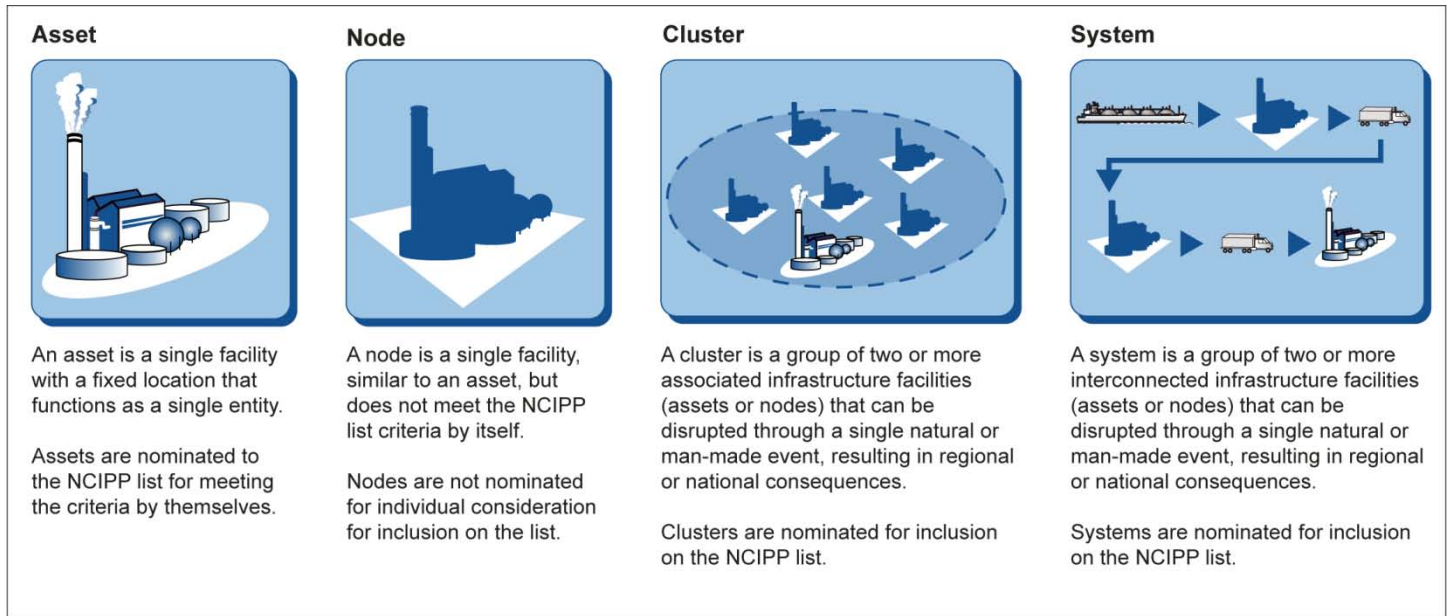 Asset
An asset is a single facility
with a fixed location that
functions as a single entity.
Assets are nominated to
the NCIPP list for meeting
the criteria by themselves.
Node
A node is a single facility,
similar to an asset, but
does not meet the NCIPP
list criteria by itself.
Nodes are not nominated
for individual consideration
for inclusion on the list.
Cluster
A cluster is a group of two or more
associated infrastructure facilities
(assets or nodes) that can be
disrupted through a single natural or
man-made event, resulting in regional
or national consequences.
Clusters are nominated for inclusion
on the NCIPP list.
System
A system is a group of two or more
interconnected infrastructure facilities
(assets or nodes) that can be
disrupted through a single natural or
man-made event, resulting in regional
or national consequences.
Systems are nominated for inclusion
on the NCIPP list.